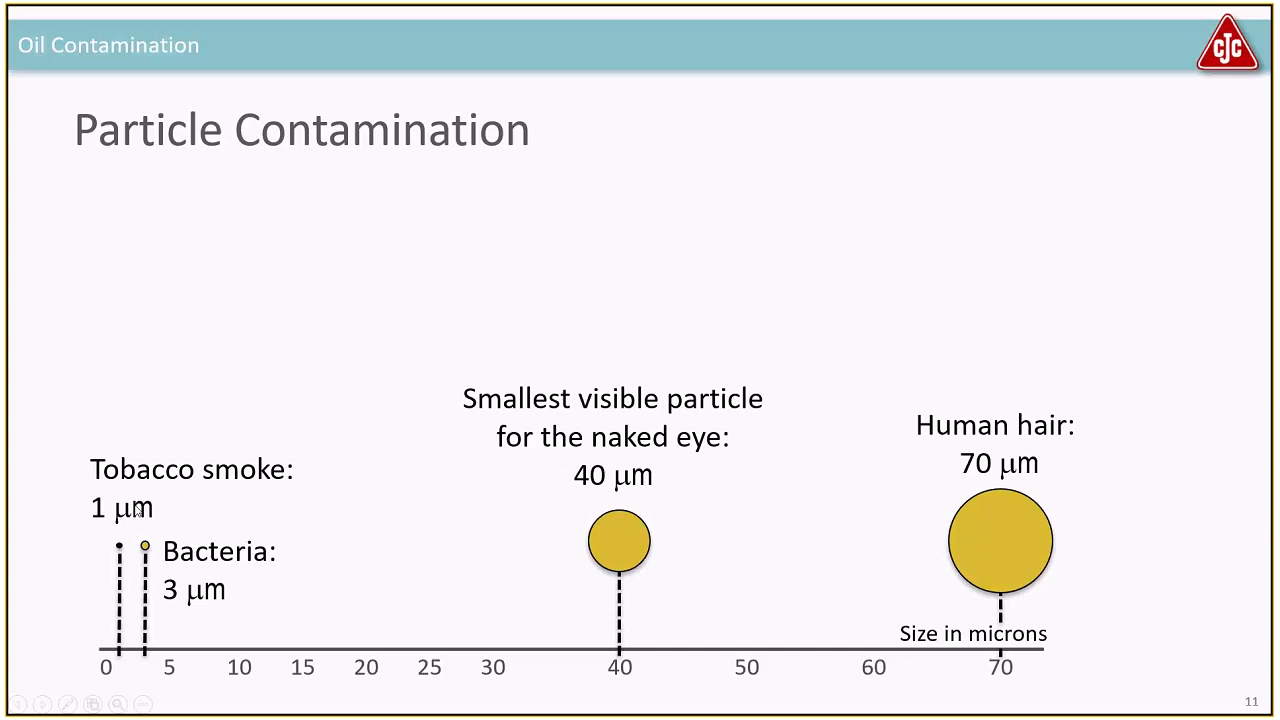 Oil Contamination
CJC
Particle Contamination
Smallest visible particle
for the naked eye:
40 μm
Human hair:
70 μm
Tobacco smoke:
1 μm
Bacteria:
3 μm
Size in microns
0 5 10 15 20 25 30 40 50 60 70
11